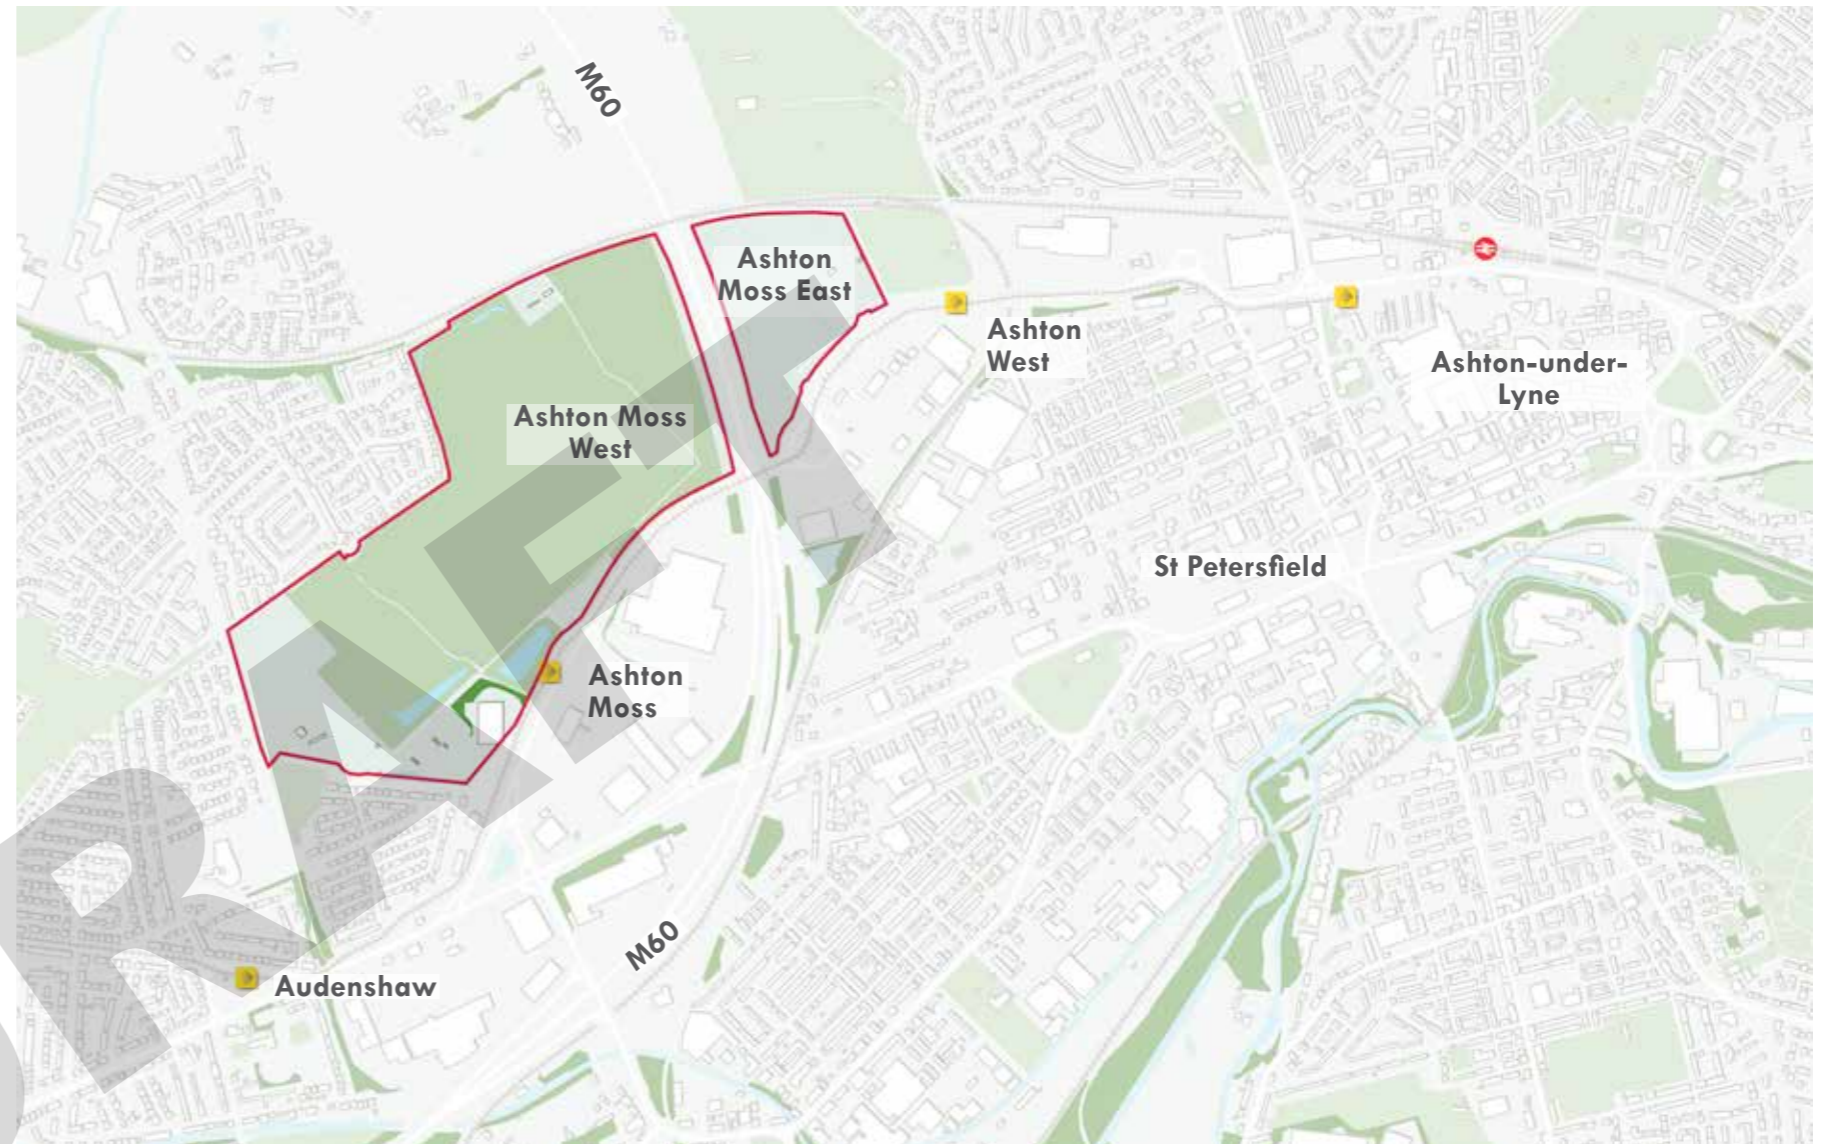 M60
Ashton
Moss East
Ashton
West
Ashton-under-
Lyne
Ashton Moss
West
St Petersfield
Ashton
Moss
M60
Audenshaw
DRAFT